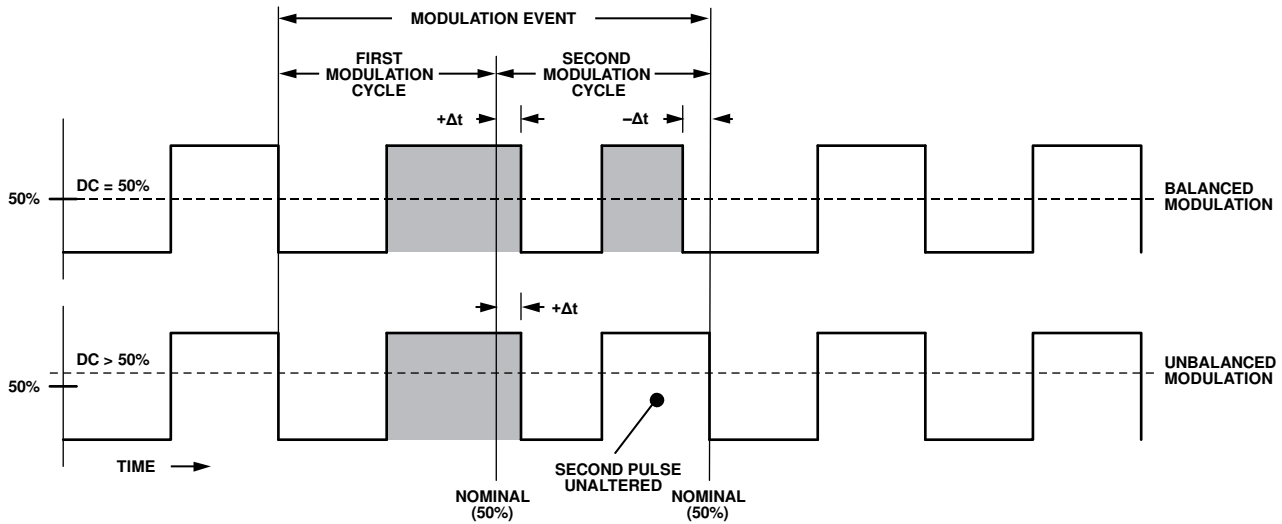 MODULATION EVENT
FIRST
MODULATION
CYCLE
SECOND
MODULATION
CYCLE
+Δt
–Δt
DC = 50%
50%
BALANCED
MODULATION
+Δt
DC > 50%
50%
UNBALANCED
MODULATION
TIME
SECOND PULSE
UNALTERED
NOMINAL
(50%)
NOMINAL
(50%)